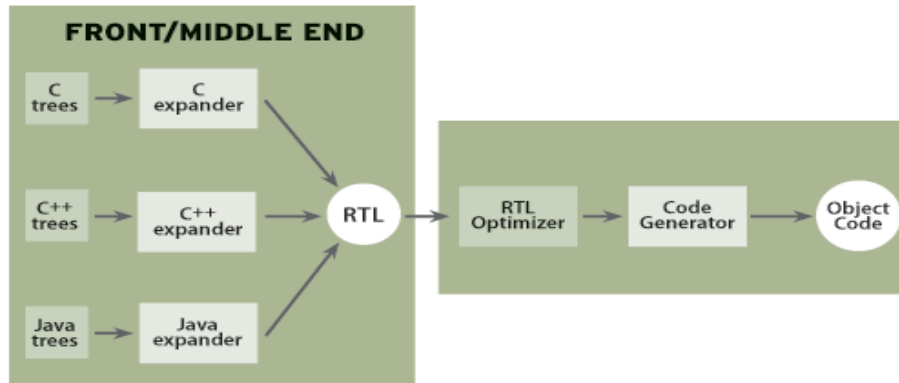 FRONT/MIDDLE END
C
trees
C
expander
C++
trees
C++
expander
RTL
Java
trees
Java
expander
RTL
Optimizer
Code
Generator
Object
Code